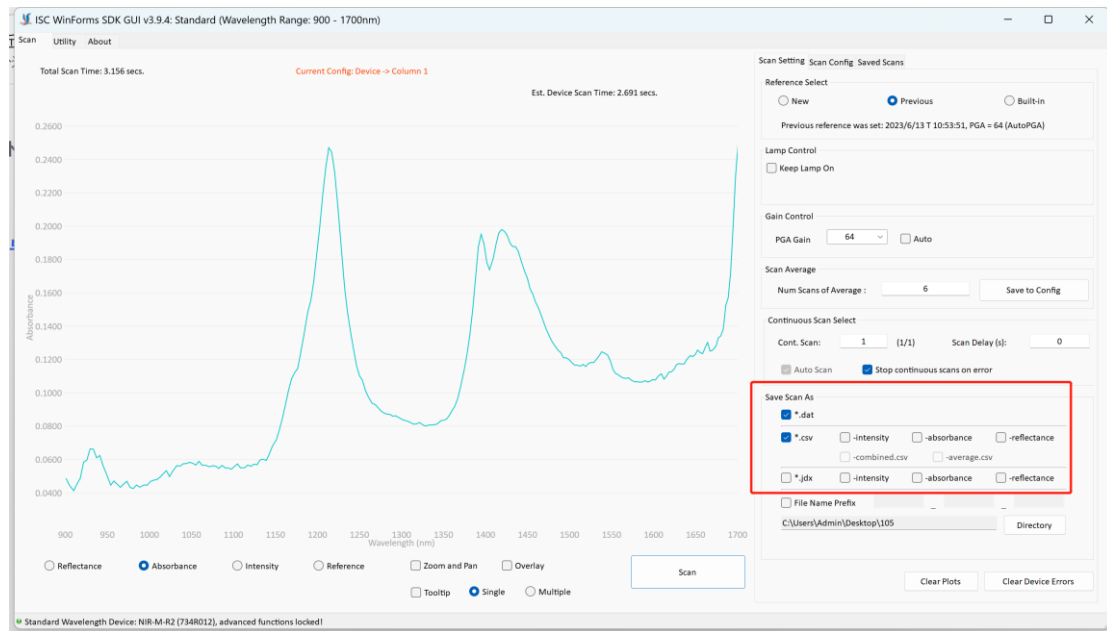 ISC WinForms SDK GUI v3.9.4: Standard (Wavelength Range: 900 - 1700nm)
Scan Utility About
Total Scan Time: 3.156 secs.
Current Config: Device -> Column 1
Est. Device Scan Time: 2.691 secs.
0.2600
0.2400
0.2200
0.2000
0.1800
0.1600
0.1400
0.1200
0.1000
0.0800
0.0600
0.0400
Absorbance
900 950 1000 1050 1100 1150 1200 1250 1300 1350 1400 1450 1500 1550 1600 1650 1700
Wavelength (nm)
Reflectance Absorbance Intensity Reference Zoom and Pan Overlay
Tooltip Single Multiple
Scan
Scan Setting Scan Config Saved Scans
Reference Select
New Previous Built-in
Previous reference was set: 2023/6/13 T 10:53:51, PGA = 64 (AutoPGA)
Lamp Control
Keep Lamp On
Gain Control
PGA Gain 64 Auto
Scan Average
Num Scans of Average : 6 Save to Config
Continuous Scan Select
Cont. Scan: 1 (1/1) Scan Delay (s): 0
Auto Scan Stop continuous scans on error
Save Scan As
*.dat
*.csv -intensity -absorbance -reflectance
-combined.csv -average.csv
*.jdx -intensity -absorbance -reflectance
File Name Prefix _ _
C:\Users\Admin\Desktop\105 Directory
Clear Plots Clear Device Errors
Standard Wavelength Device: NIR-M-R2 (734R012), advanced functions locked!